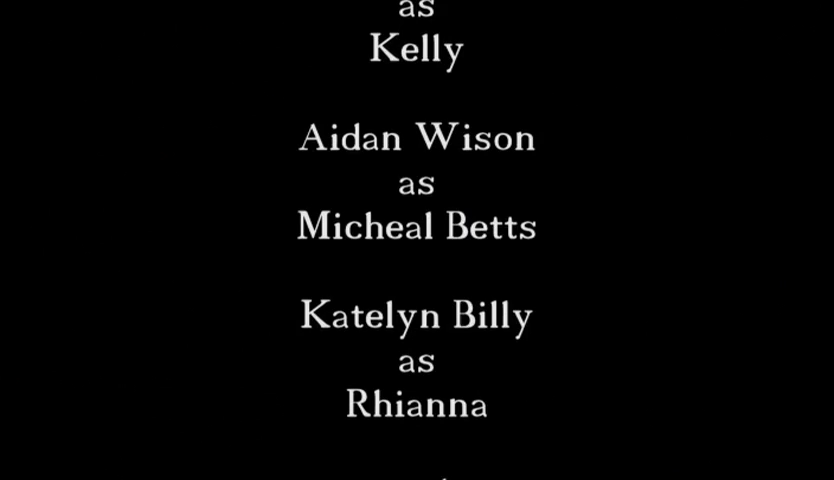 as
Kelly
Aidan Wison
as
Micheal Betts
Katelyn Billy
as
Rhianna